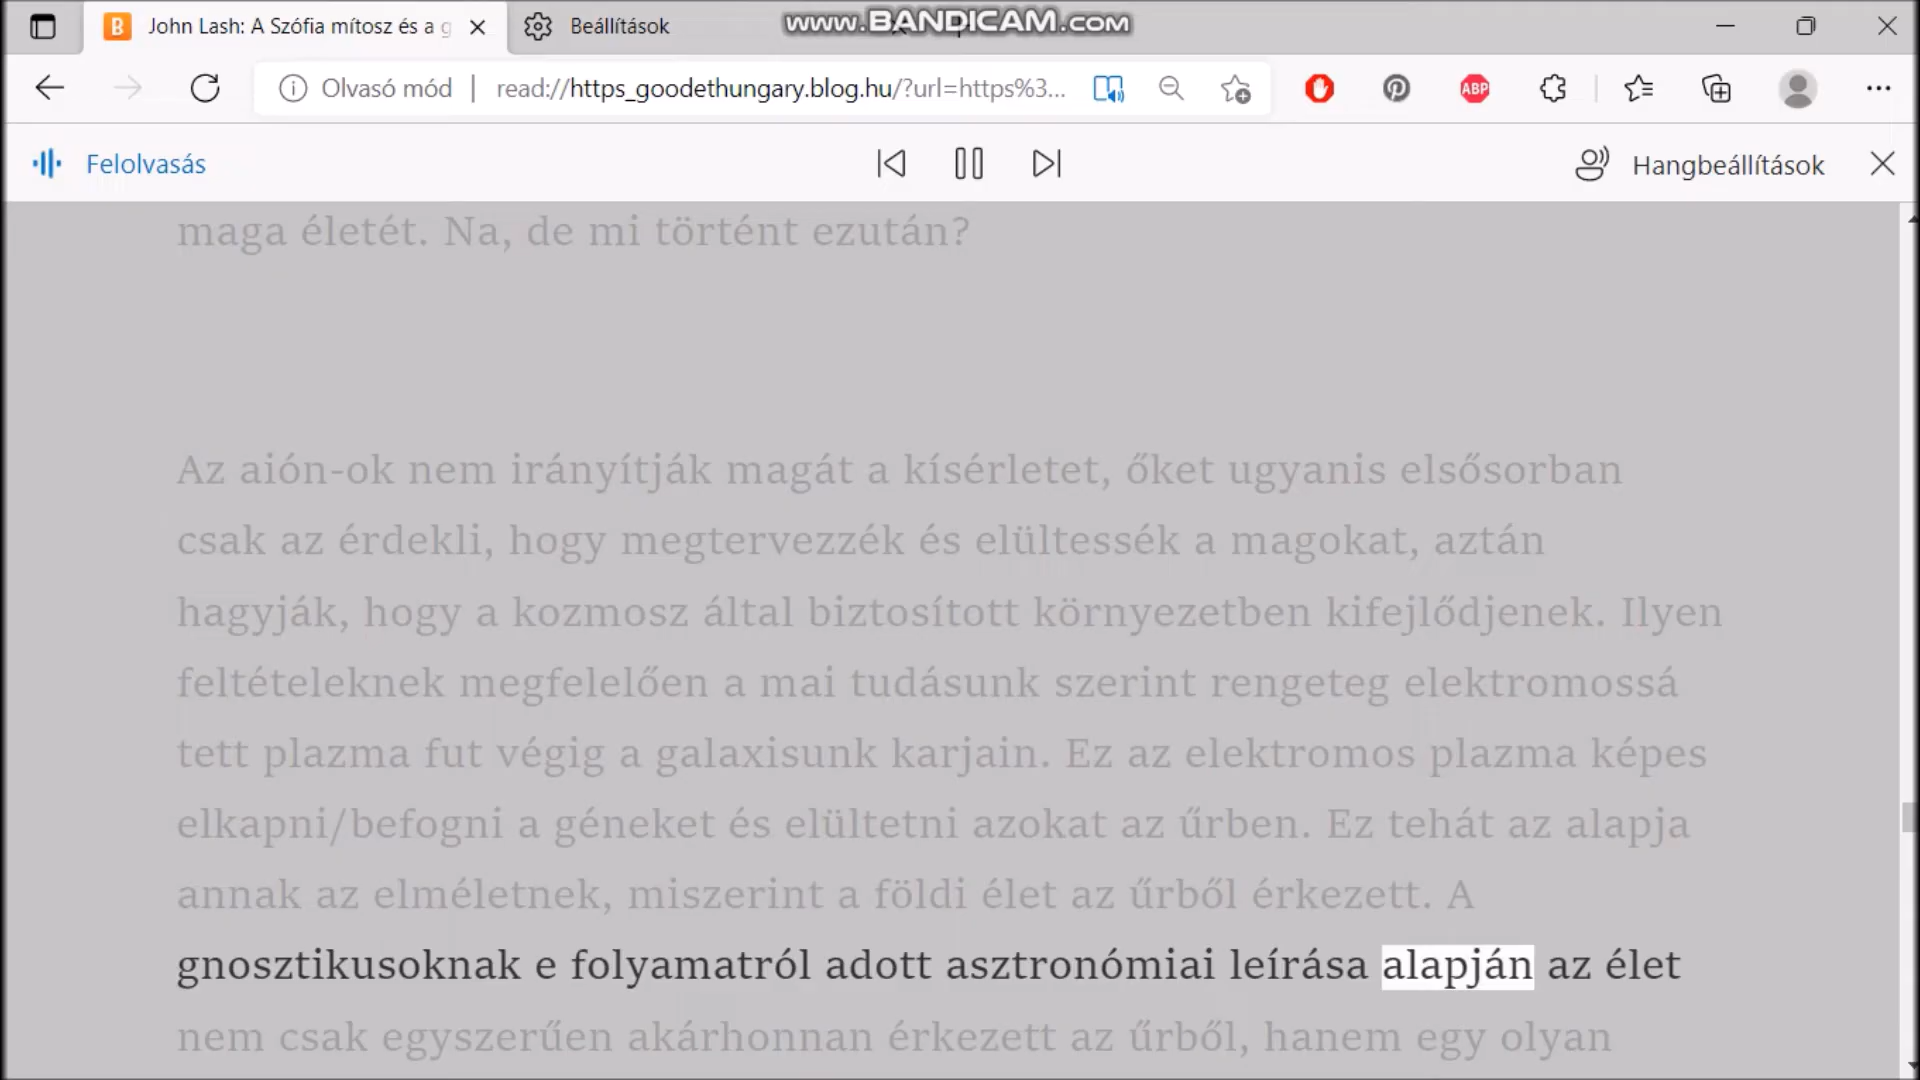 John Lash: A Szófia mítosz és a g
Beállítások
www.BANDICAM.com
Olvasó mód
read://https_goodethungary.blog.hu/?url=https%3...
ABP
Felolvasás
Hangbeállítások
maga életét. Na, de mi történt ezután?
Az aión-ok nem irányítják magát a kísérletet, őket ugyanis elsősorban
csak az érdekli, hogy megtervezzék és elültessék a magokat, aztán
hagyják, hogy a kozmosz által biztosított környezetben kifejlődjenek. Ilyen
feltételeknek megfelelően a mai tudásunk szerint rengeteg elektromossá
tett plazma fut végig a galaxisunk karjain. Ez az elektromos plazma képes
elkapni/befogni a géneket és elültetni azokat az űrben. Ez tehát az alapja
annak az elméletnek, miszerint a földi élet az űrből érkezett. A
gnosztikusoknak e folyamatról adott asztronómiai leírása alapján az élet
nem csak egyszerűen akárhonnan érkezett az űrből, hanem egy olyan